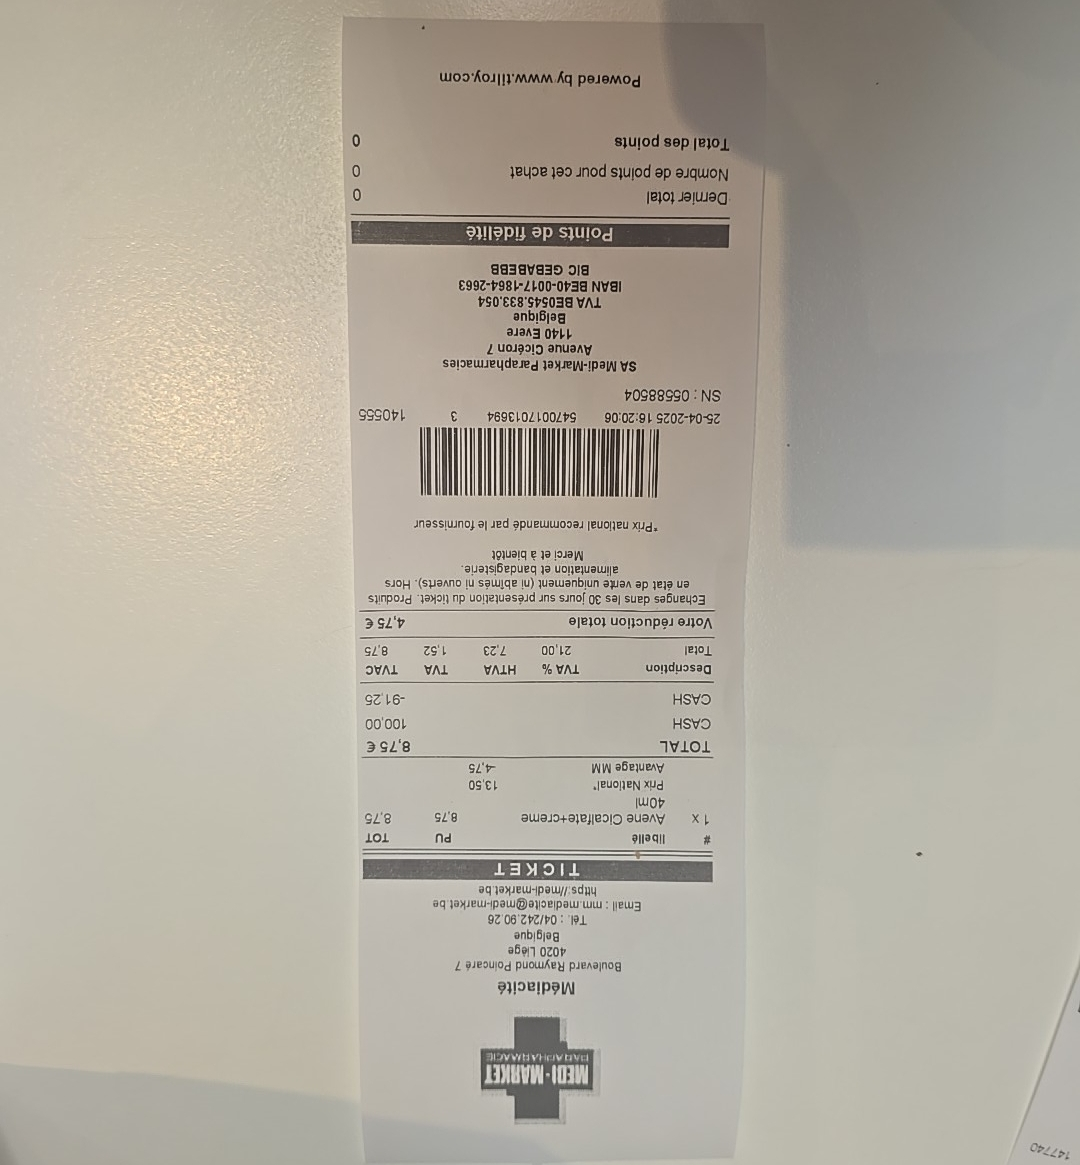 MEDI-MARKET
PARAPHARMACIE
Médiacité
Boulevard Raymond Poincaré 7
4020 Liège
Belgique
Tél. : 04/242.90.26
Email : mm.mediacite@medi-market.be
https://medi-market.be
TICKET
# libellé PU TOT
1 x Avene Cicalfate+creme 8,75 8,75
40ml
Prix National* 13,50
Avantage MM -4,75
TOTAL 8,75 €
CASH 100,00
CASH -91,25
Description TVA % HTVA TVA TVAC
Total 21,00 7,23 1,52 8,75
Votre réduction totale 4,75 €
Echanges dans les 30 jours sur présentation du ticket. Produits
en état de vente uniquement (ni abîmés ni ouverts). Hors
alimentation et bandagisterie.
Merci et à bientôt
*Prix national recommandé par le fournisseur
25-04-2025 16:20:06 5470017013694 3 140555
SN : 05588504
SA Medi-Market Parapharmacies
Avenue Cicéron 7
1140 Evere
Belgique
TVA BE0545.833.054
IBAN BE40-0017-1864-2663
BIC GEBABEBB
Points de fidélité
Dernier total 0
Nombre de points pour cet achat 0
Total des points 0
Powered by www.tilroy.com
147740